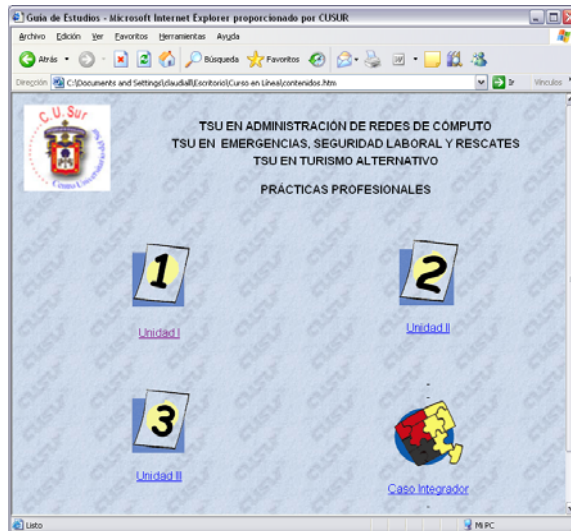 Guia de Estudios - Microsoft Internet Explorer proporcionado por CUSUR
Archivo Edición Ver Favoritos Herramientas Ayuda
Atrás Búsqueda Favoritos
Dirección C:\Documents and Settings\claudiall\Escritorio\Curso en Linea\contenidos.htm Ir Vínculos
C. U. Sur
TSU EN ADMINISTRACIÓN DE REDES DE CÓMPUTO
TSU EN EMERGENCIAS, SEGURIDAD LABORAL Y RESCATES
TSU EN TURISMO ALTERNATIVO
PRÁCTICAS PROFESIONALES
1
2
Unidad I
Unidad II
3
Unidad III
Caso Integrador
Listo
Mi PC